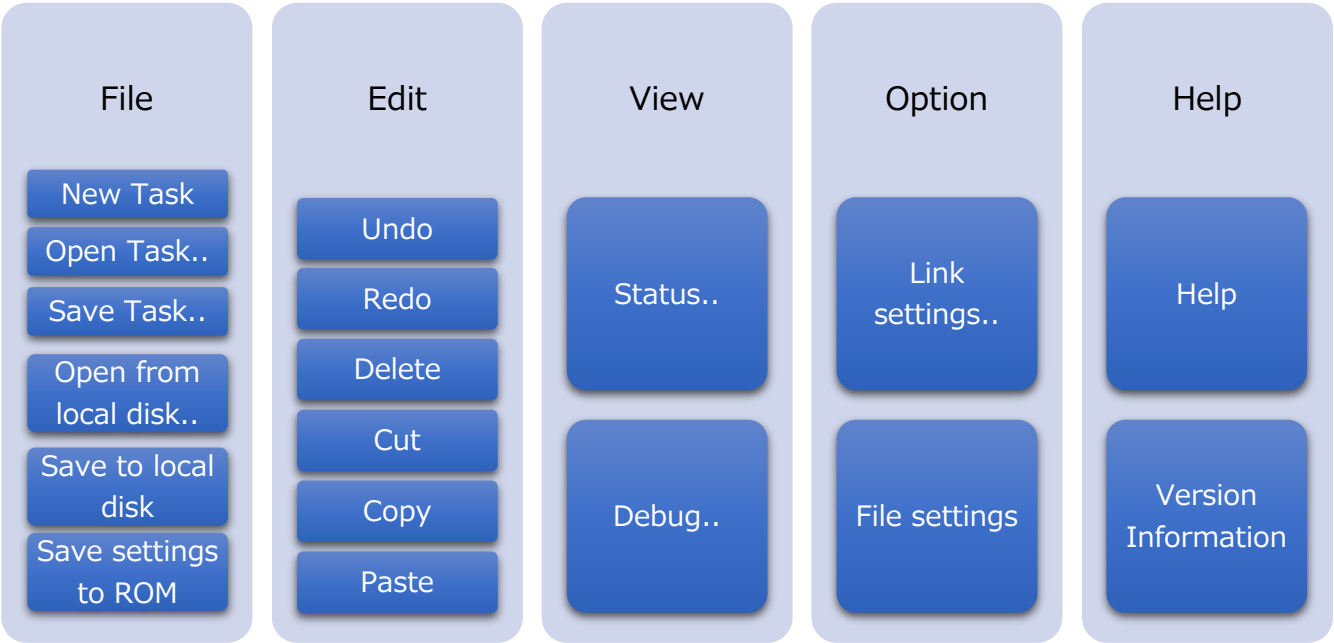 File
New Task
Open Task..
Save Task..
Open from
local disk..
Save to local
disk
Save settings
to ROM
Edit
Undo
Redo
Delete
Cut
Copy
Paste
View
Status..
Debug..
Option
Link
settings..
File settings
Help
Help
Version
Information